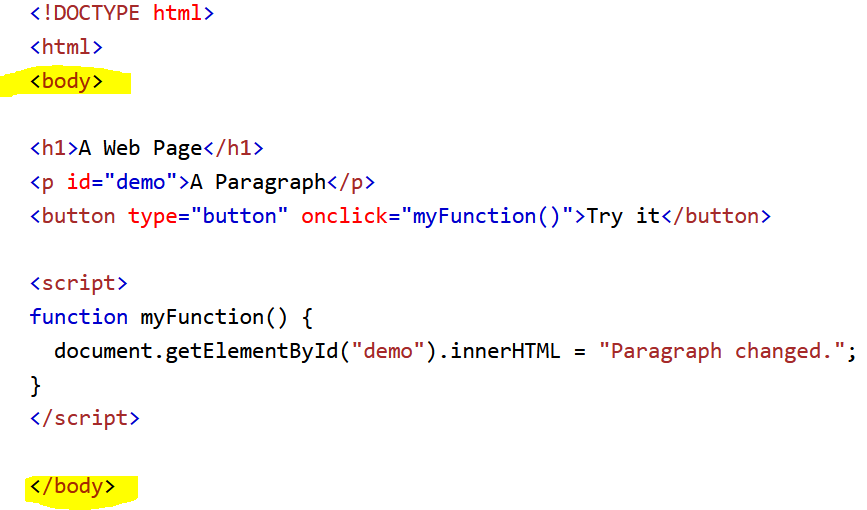 <!DOCTYPE html>
<html>
<body>
<h1>A Web Page</h1>
<p id="demo">A Paragraph</p>
<button type="button" onclick="myFunction()">Try it</button>
<script>
function myFunction() {
  document.getElementById("demo").innerHTML = "Paragraph changed.";
}
</script>
</body>